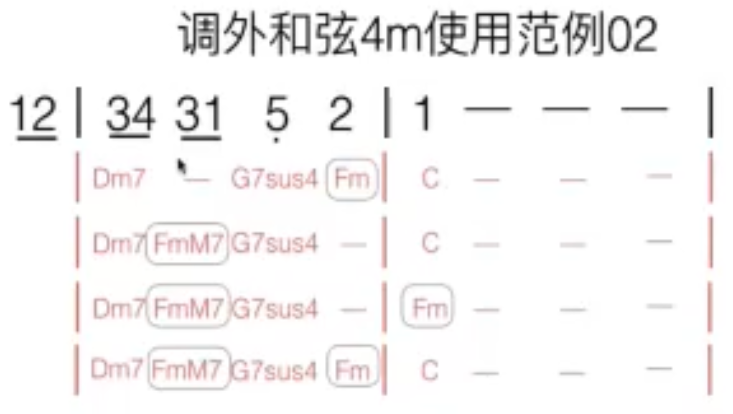 调外和弦4m使用范例02
12 | 34 31 5̣ 2 | 1 — — — |
| Dm7 — G7sus4 Fm | C — — — |
| Dm7 FmM7 G7sus4 — | C — — — |
| Dm7 FmM7 G7sus4 — | Fm — — — |
| Dm7 FmM7 G7sus4 Fm | C — — — |